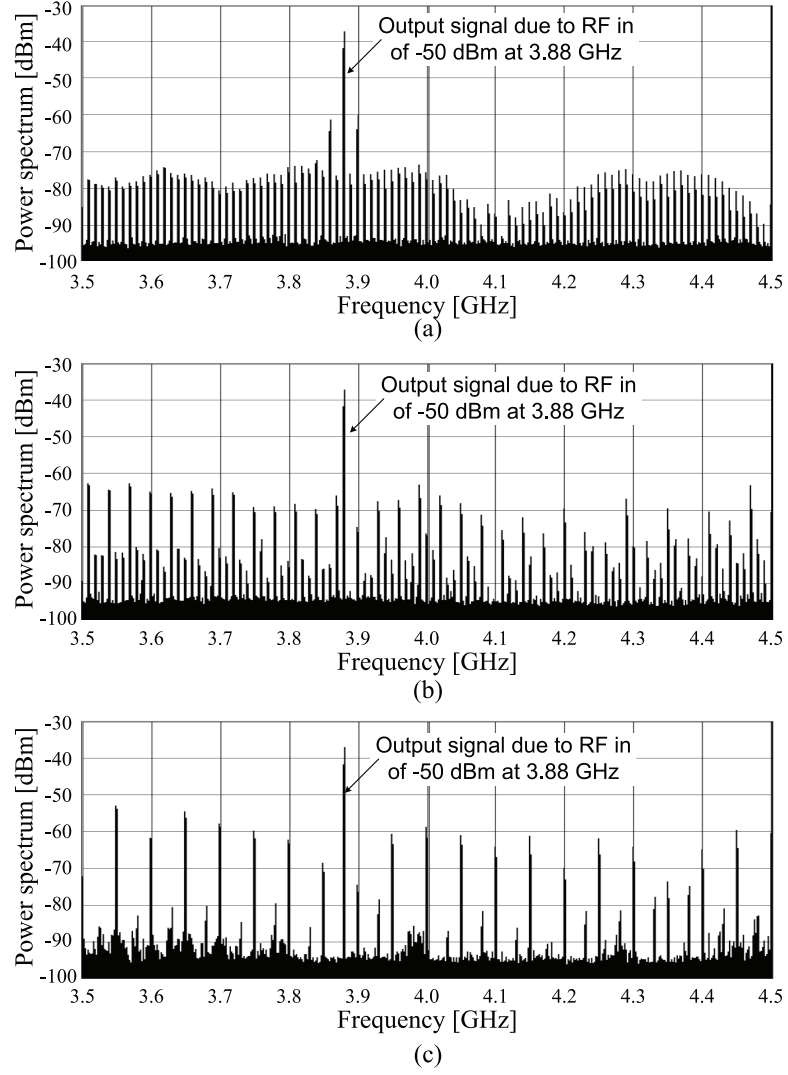 Power spectrum [dBm]
-30
-40
-50
-60
-70
-80
-90
-100
Output signal due to RF in
of -50 dBm at 3.88 GHz
3.5 3.6 3.7 3.8 3.9 4.0 4.1 4.2 4.3 4.4 4.5
Frequency [GHz]
(a)
Power spectrum [dBm]
-30
-40
-50
-60
-70
-80
-90
-100
Output signal due to RF in
of -50 dBm at 3.88 GHz
3.5 3.6 3.7 3.8 3.9 4.0 4.1 4.2 4.3 4.4 4.5
Frequency [GHz]
(b)
Power spectrum [dBm]
-30
-40
-50
-60
-70
-80
-90
-100
Output signal due to RF in
of -50 dBm at 3.88 GHz
3.5 3.6 3.7 3.8 3.9 4.0 4.1 4.2 4.3 4.4 4.5
Frequency [GHz]
(c)